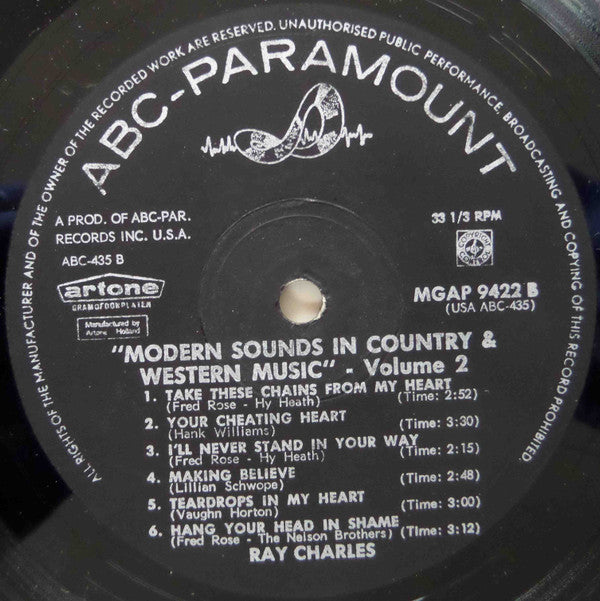 ALL RIGHTS OF THE MANUFACTURER AND OF THE OWNER OF THE RECORDED WORK ARE RESERVED. UNAUTHORISED PUBLIC PERFORMANCE, BROADCASTING AND COPYING OF THIS RECORD PROHIBITED
ABC-PARAMOUNT
A PROD. OF ABC-PAR.
RECORDS INC. U.S.A.
33 1/3 RPM
ABC-435 B
artone
GRAMOFOONPLATEN
Manufactured by
Artone Holland
MGAP 9422 B
(USA ABC-435)
"MODERN SOUNDS IN COUNTRY &
WESTERN MUSIC" - Volume 2
1. TAKE THESE CHAINS FROM MY HEART
(Fred Rose - Hy Heath) (Time: 2:52)
2. YOUR CHEATING HEART
(Hank Williams) (Time: 3:30)
3. I'LL NEVER STAND IN YOUR WAY
(Fred Rose - Hy Heath) (Time: 2:15)
4. MAKING BELIEVE
(Lillian Schwope) (Time: 2:48)
5. TEARDROPS IN MY HEART
(Vaughn Horton) (Time: 3:00)
6. HANG YOUR HEAD IN SHAME
(Fred Rose - The Nelson Brothers) (Time: 3:12)
RAY CHARLES